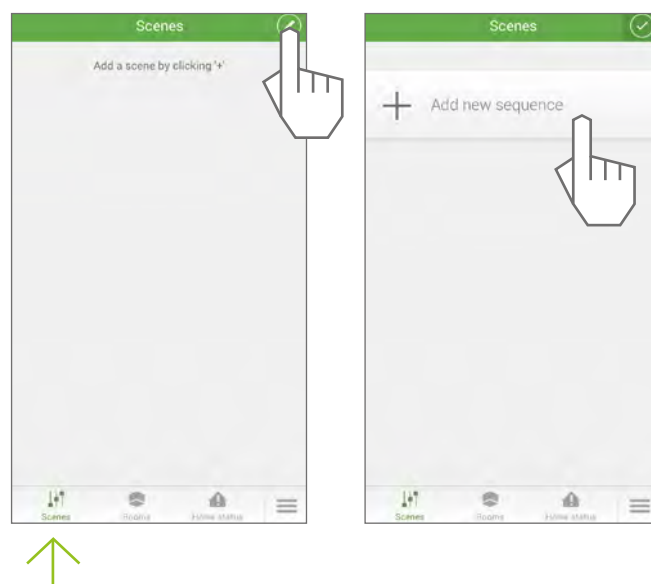 Scenes
Add a scene by clicking '+'
Scenes
Rooms
Home status
Scenes
Add new sequence
Scenes
Rooms
Home status